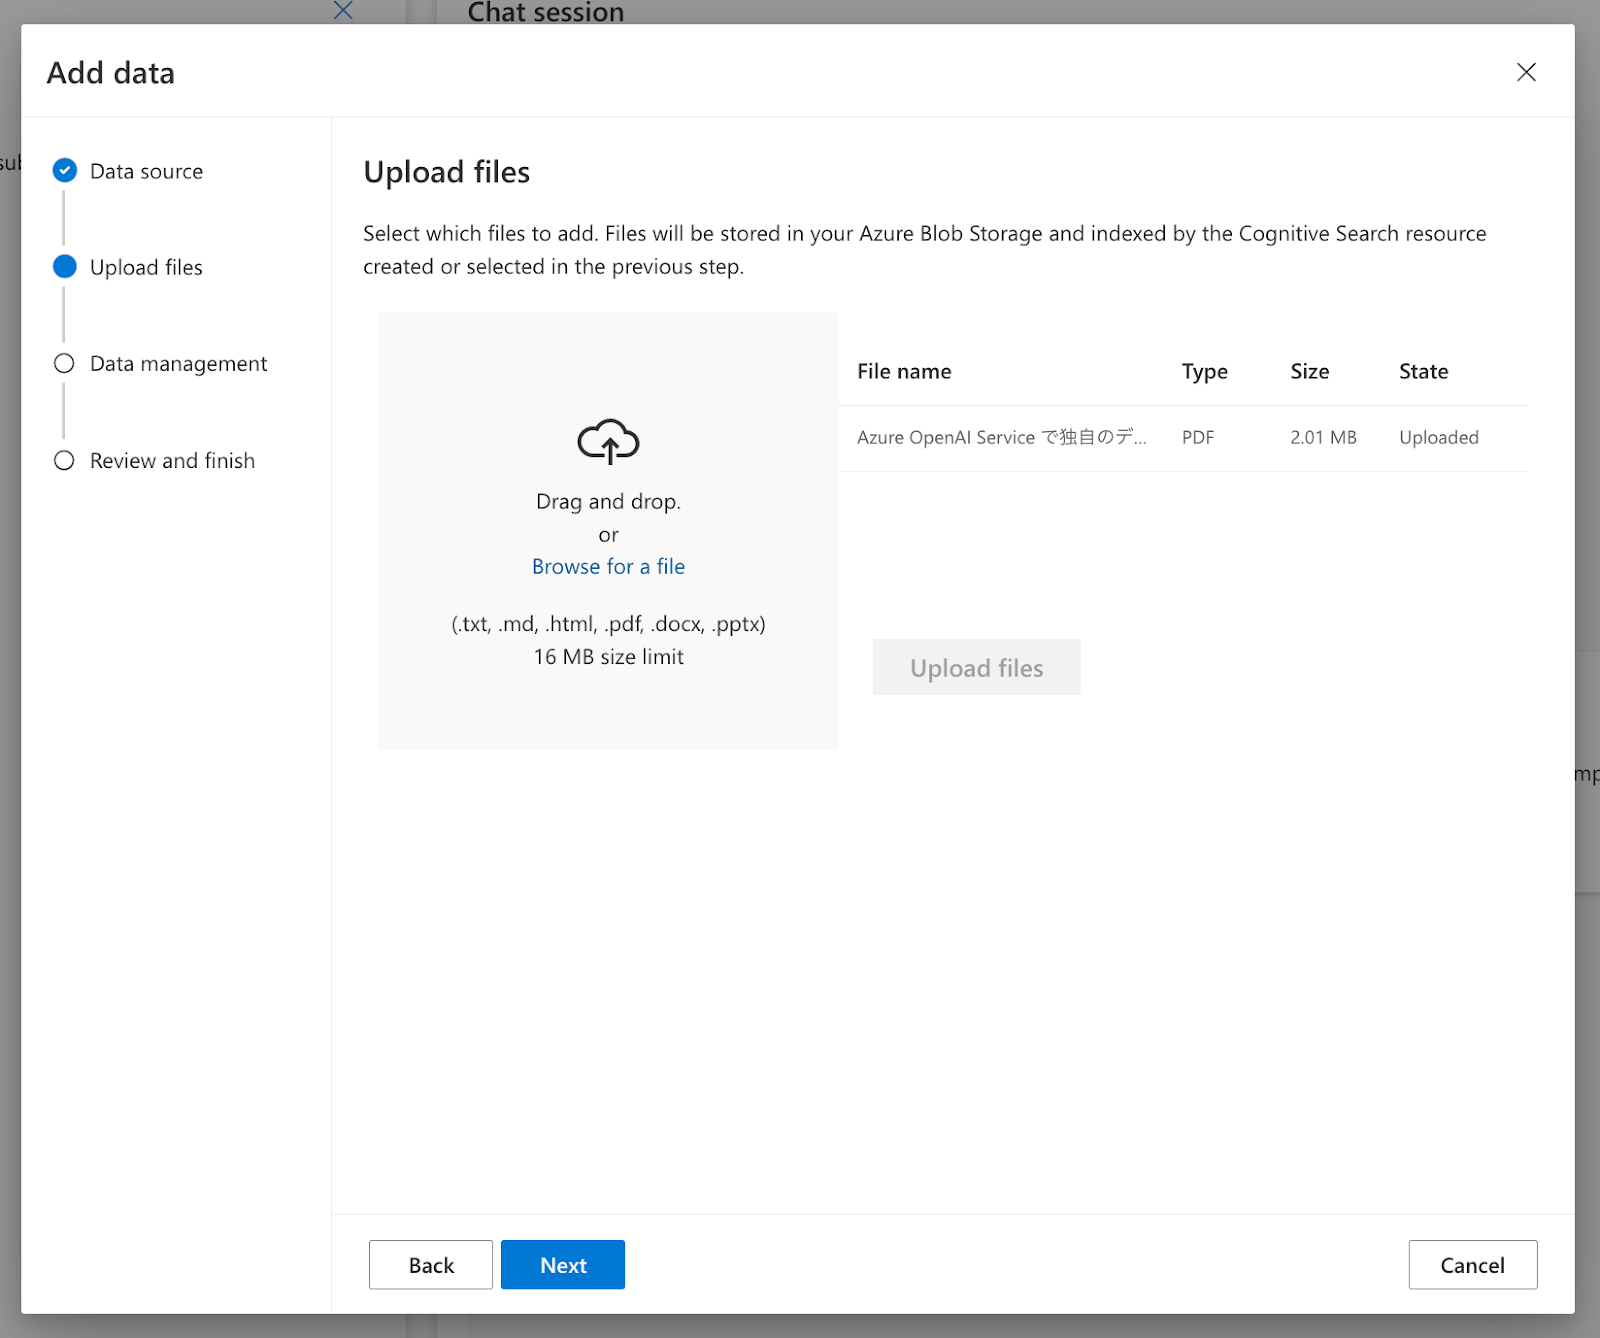 Chat session
Add data
Data source
Upload files
Data management
Review and finish
Upload files
Select which files to add. Files will be stored in your Azure Blob Storage and indexed by the Cognitive Search resource
created or selected in the previous step.
Drag and drop.
or
Browse for a file
(.txt, .md, .html, .pdf, .docx, .pptx)
16 MB size limit
File name Type Size State
Azure OpenAI Service で独自のデ... PDF 2.01 MB Uploaded
Upload files
Back
Next
Cancel